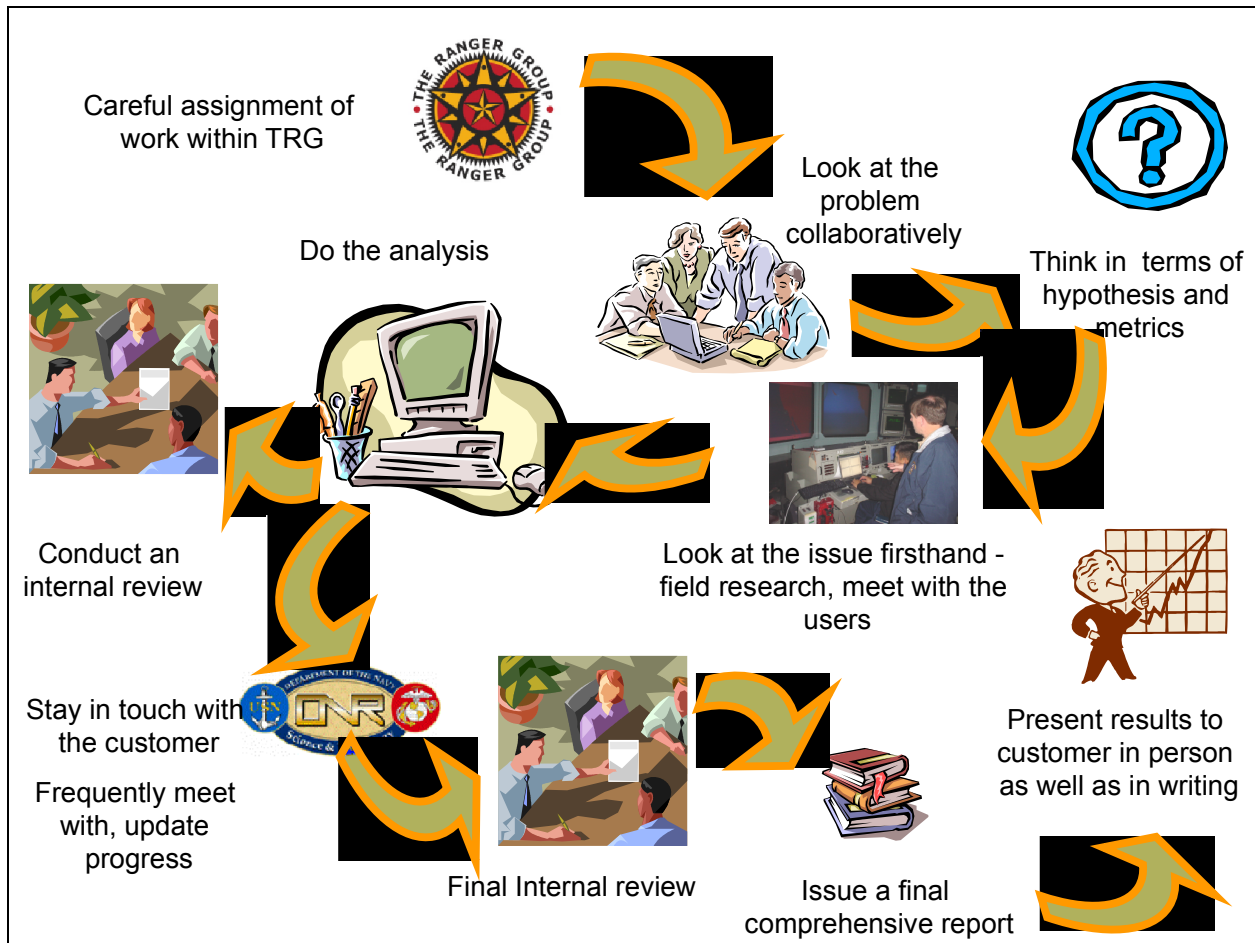 Careful assignment of
work within TRG
THE RANGER GROUP
THE RANGER GROUP
Look at the
problem
collaboratively
?
Think in terms of
hypothesis and
metrics
Do the analysis
Look at the issue firsthand -
field research, meet with the
users
Conduct an
internal review
Stay in touch with
the customer
Frequently meet
with, update
progress
DEPARTMENT OF THE NAVY
USN
ONR
Science &
Final Internal review
Issue a final
comprehensive report
Present results to
customer in person
as well as in writing